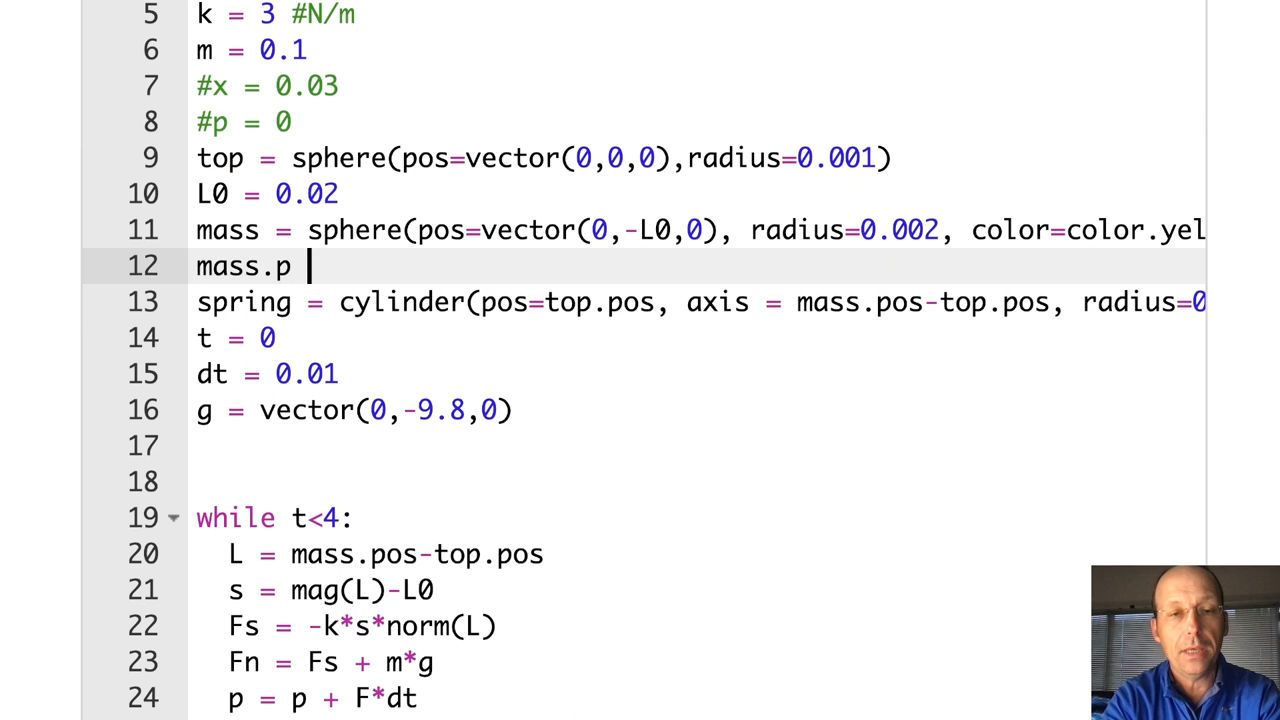 5 k = 3 #N/m
6 m = 0.1
7 #x = 0.03
8 #p = 0
9 top = sphere(pos=vector(0,0,0),radius=0.001)
10 L0 = 0.02
11 mass = sphere(pos=vector(0,-L0,0), radius=0.002, color=color.yel
12 mass.p
13 spring = cylinder(pos=top.pos, axis = mass.pos-top.pos, radius=0
14 t = 0
15 dt = 0.01
16 g = vector(0,-9.8,0)
17
18
19 while t<4:
20 L = mass.pos-top.pos
21 s = mag(L)-L0
22 Fs = -k*s*norm(L)
23 Fn = Fs + m*g
24 p = p + F*dt